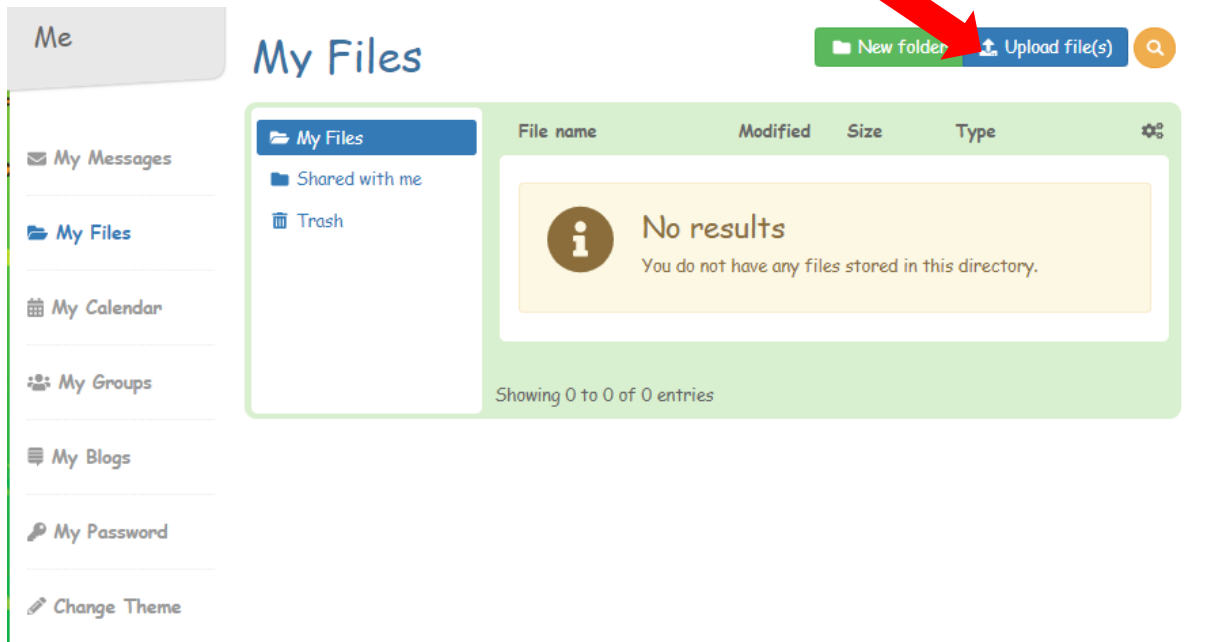 Me
My Files
New folder
Upload file(s)
My Messages
My Files
My Calendar
My Groups
My Blogs
My Password
Change Theme
My Files
Shared with me
Trash
File name Modified Size Type
No results
You do not have any files stored in this directory.
Showing 0 to 0 of 0 entries